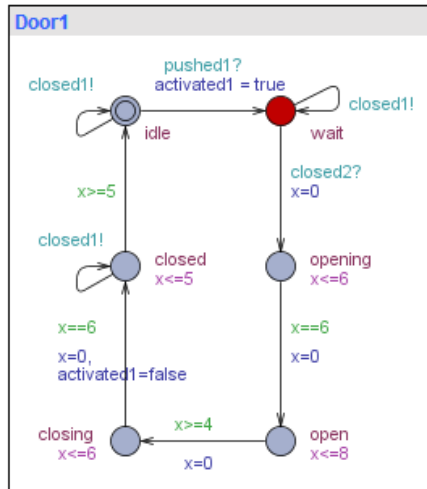 Door1
pushed1?
closed1!
activated1 = true
closed1!
idle
wait
closed2?
x>=5
x=0
closed1!
closed
x<=5
opening
x<=6
x==6
x==6
x=0,
x=0
activated1=false
x>=4
closing
x<=6
open
x<=8
x=0